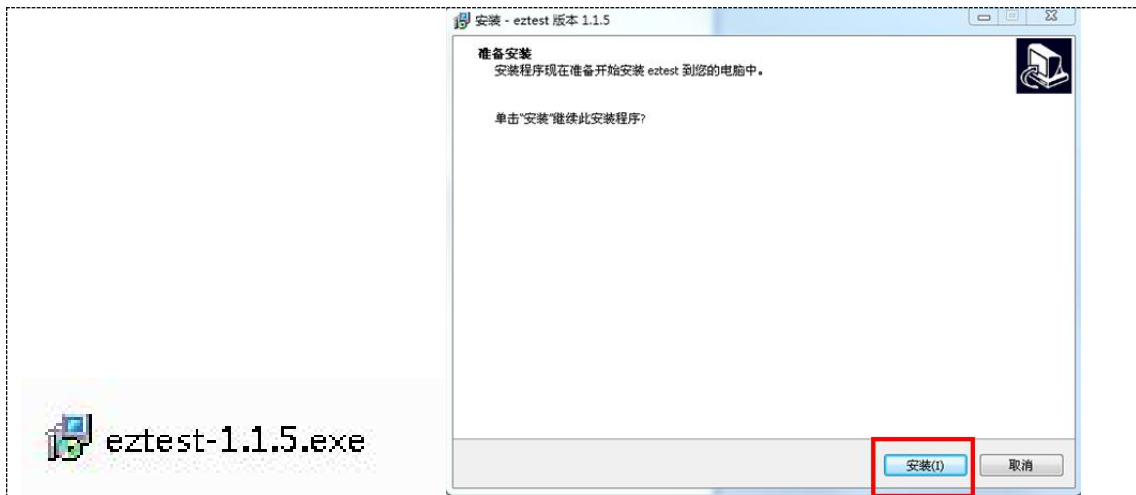 安装 - eztest 版本 1.1.5
准备安装
安装程序现在准备开始安装 eztest 到您的电脑中。
单击“安装”继续此安装程序?
eztest-1.1.5.exe
安装(I)
取消